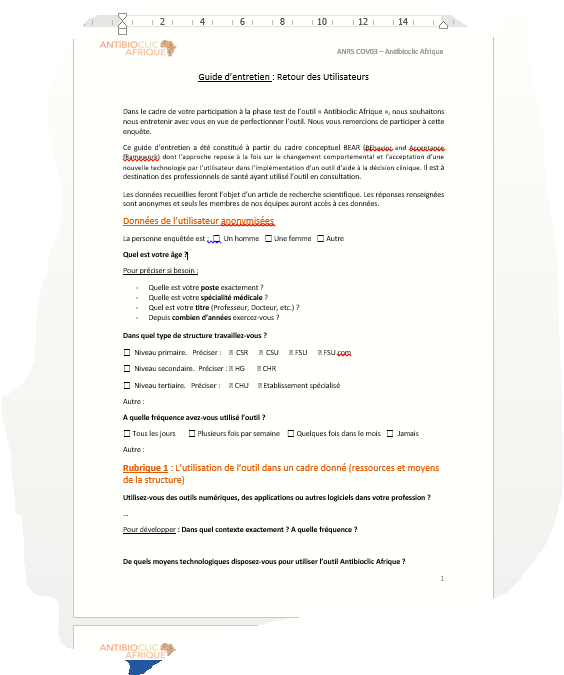 2 4 6 8 10 12 14
ANTIBIOCLIC
AFRIQUE
ANRS COV03 – Antibioclic Afrique
Guide d'entretien : Retour des Utilisateurs
Dans le cadre de votre participation à la phase test de l'outil « Antibioclic Afrique », nous souhaitons
nous entretenir avec vous en vue de perfectionner l'outil. Nous vous remercions de participer à cette
enquête.
Ce guide d'entretien a été constitué à partir du cadre conceptuel BEAR (BEhavior and Acceptance
fRamework) dont l'approche repose à la fois sur le changement comportemental et l'acceptation d'une
nouvelle technologie par l'utilisateur dans l'implémentation d'un outil d'aide à la décision clinique. Il est à
destination des professionnels de santé ayant utilisé l'outil en consultation.
Les données recueillies feront l'objet d'un article de recherche scientifique. Les réponses renseignées
sont anonymes et seuls les membres de nos équipes auront accès à ces données.
Données de l'utilisateur anonymisées
La personne enquêtée est : ☐ Un homme ☐ Une femme ☐ Autre
Quel est votre âge ?
Pour préciser si besoin :
- Quelle est votre poste exactement ?
- Quelle est votre spécialité médicale ?
- Quel est votre titre (Professeur, Docteur, etc.) ?
- Depuis combien d'années exercez-vous ?
Dans quel type de structure travaillez-vous ?
☐ Niveau primaire. Préciser : CSR CSU FSU FSU com
☐ Niveau secondaire. Préciser : HG CHR
☐ Niveau tertiaire. Préciser : CHU Etablissement spécialisé
Autre :
A quelle fréquence avez-vous utilisé l'outil ?
☐ Tous les jours ☐ Plusieurs fois par semaine ☐ Quelques fois dans le mois ☐ Jamais
Autre :
Rubrique 1 : L'utilisation de l'outil dans un cadre donné (ressources et moyens
de la structure)
Utilisez-vous des outils numériques, des applications ou autres logiciels dans votre profession ?
...
Pour développer : Dans quel contexte exactement ? A quelle fréquence ?
De quels moyens technologiques disposez-vous pour utiliser l'outil Antibioclic Afrique ?
1
ANTIBIOCLIC
AFRIQUE